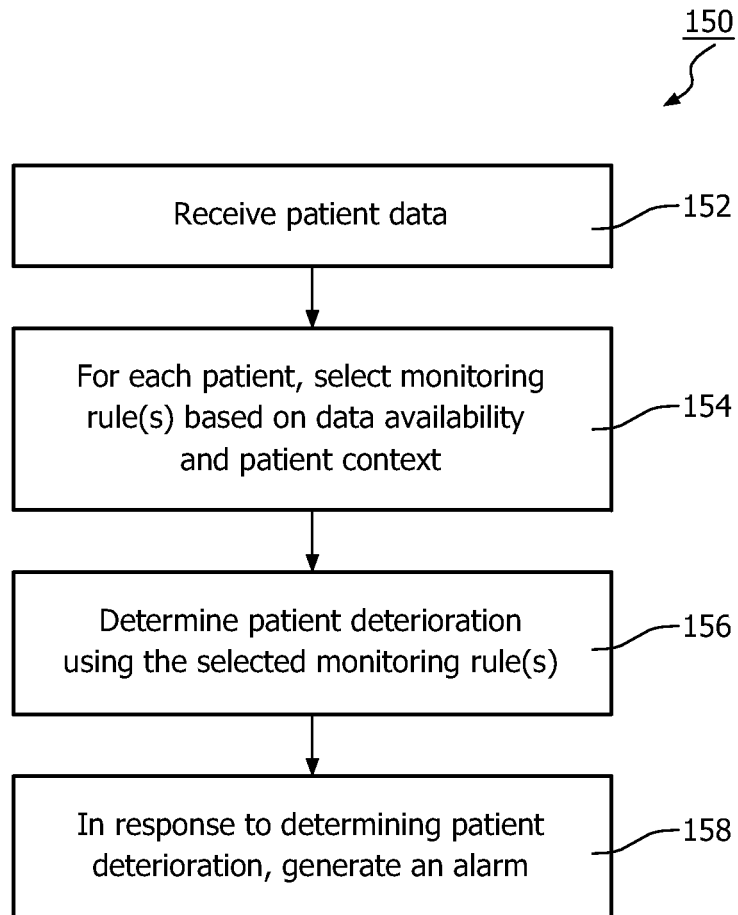 150
Receive patient data
152
For each patient, select monitoring
rule(s) based on data availability
and patient context
154
Determine patient deterioration
using the selected monitoring rule(s)
156
In response to determining patient
deterioration, generate an alarm
158